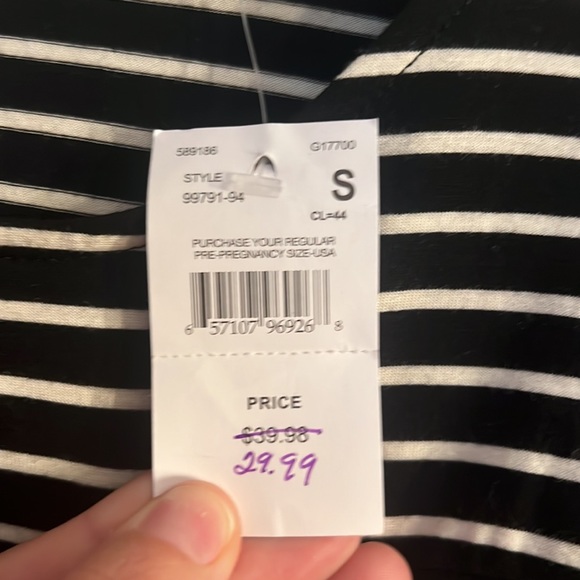 589186 G17700
STYLE
S
99791-94
CL=44
PURCHASE YOUR REGULAR
PRE-PREGNANCY SIZE-USA
6 57107 96926 8
PRICE
$39.98
29.99